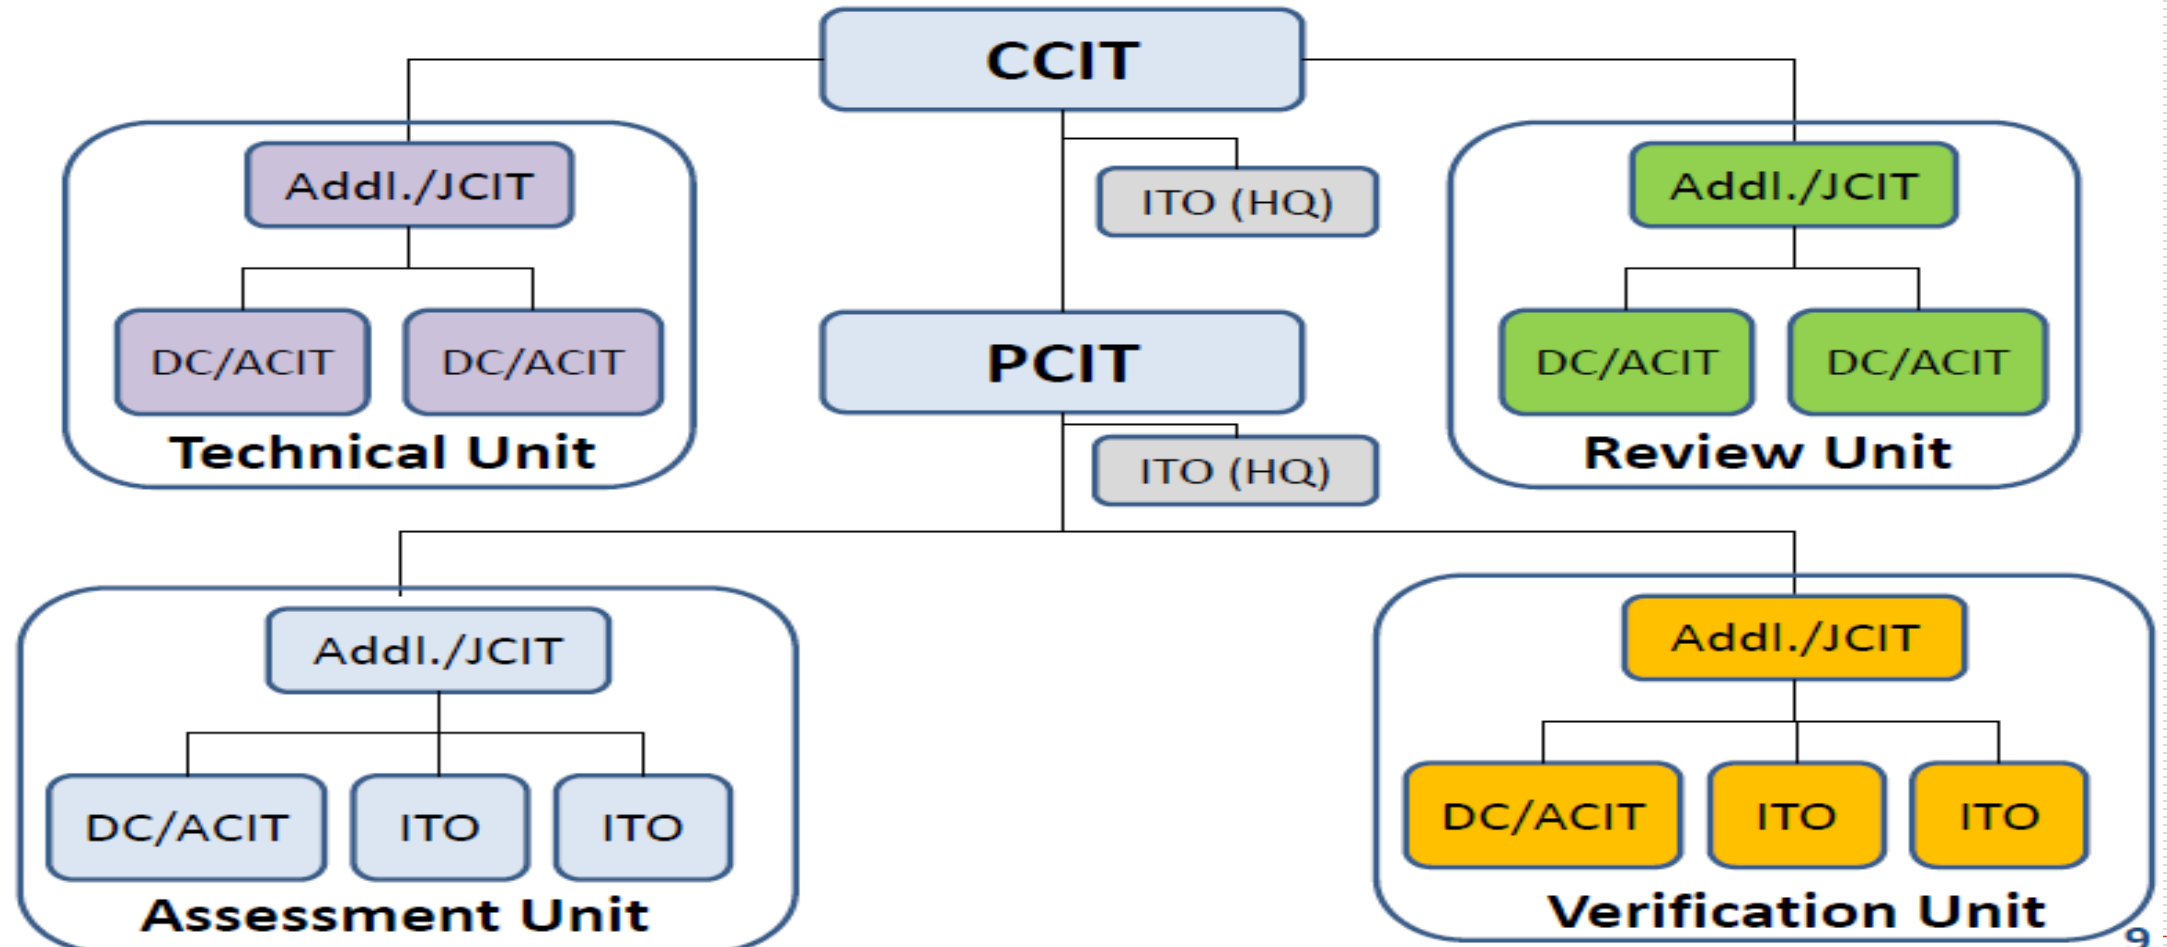 CCIT
Addl./JCIT
ITO (HQ)
Addl./JCIT
DC/ACIT
DC/ACIT
PCIT
DC/ACIT
DC/ACIT
Technical Unit
ITO (HQ)
Review Unit
Addl./JCIT
Addl./JCIT
DC/ACIT
ITO
ITO
DC/ACIT
ITO
ITO
Assessment Unit
Verification Unit
9